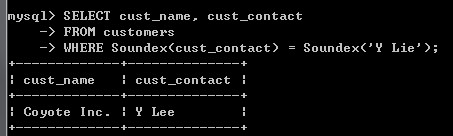 mysql> SELECT cust_name, cust_contact
    -> FROM customers
    -> WHERE Soundex(cust_contact) = Soundex('Y Lie');
+-------------+--------------+
| cust_name   | cust_contact |
+-------------+--------------+
| Coyote Inc. | Y Lee        |
+-------------+--------------+